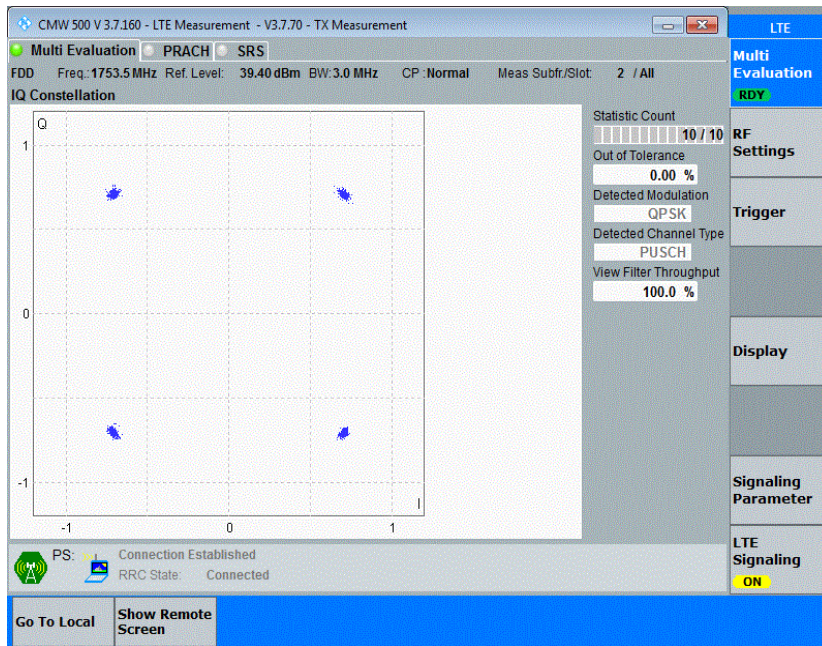 CMW 500 V 3.7.160 - LTE Measurement - V3.7.70 - TX Measurement
LTE
Multi Evaluation PRACH SRS
Multi
Evaluation
RDY
FDD Freq.: 1753.5 MHz Ref. Level: 39.40 dBm BW: 3.0 MHz CP : Normal Meas Subfr./Slot: 2 / All
IQ Constellation
Q
1
0
-1
I
-1 0 1
Statistic Count
10 / 10
Out of Tolerance
0.00 %
Detected Modulation
QPSK
Detected Channel Type
PUSCH
View Filter Throughput
100.0 %
RF
Settings
Trigger
Display
Signaling
Parameter
LTE
Signaling
ON
PS: Connection Established
RRC State: Connected
Go To Local
Show Remote
Screen